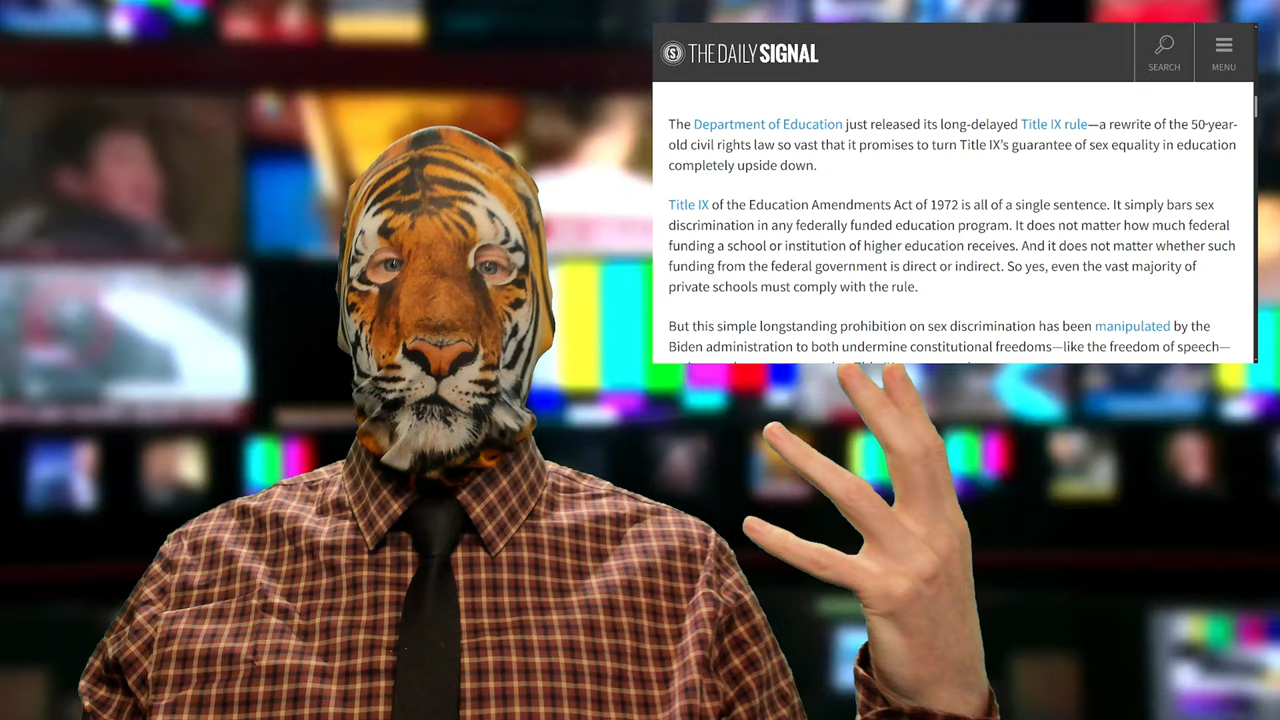 THE DAILY SIGNAL
SEARCH
MENU
The Department of Education just released its long-delayed Title IX rule—a rewrite of the 50-year-
old civil rights law so vast that it promises to turn Title IX's guarantee of sex equality in education
completely upside down.
Title IX of the Education Amendments Act of 1972 is all of a single sentence. It simply bars sex
discrimination in any federally funded education program. It does not matter how much federal
funding a school or institution of higher education receives. And it does not matter whether such
funding from the federal government is direct or indirect. So yes, even the vast majority of
private schools must comply with the rule.
But this simple longstanding prohibition on sex discrimination has been manipulated by the
Biden administration to both undermine constitutional freedoms—like the freedom of speech—